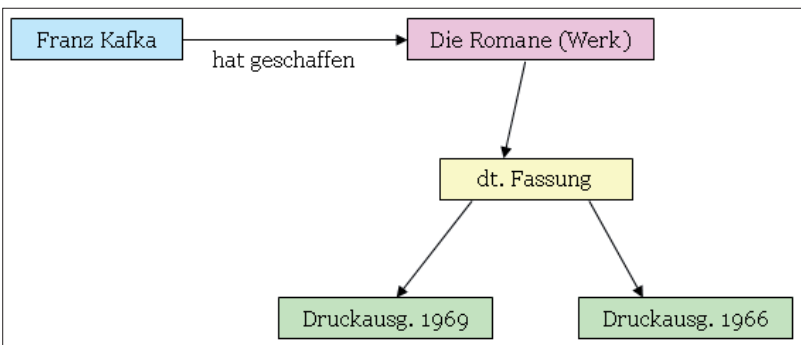 Franz Kafka
Die Romane (Werk)
hat geschaffen
dt. Fassung
Druckausg. 1969
Druckausg. 1966